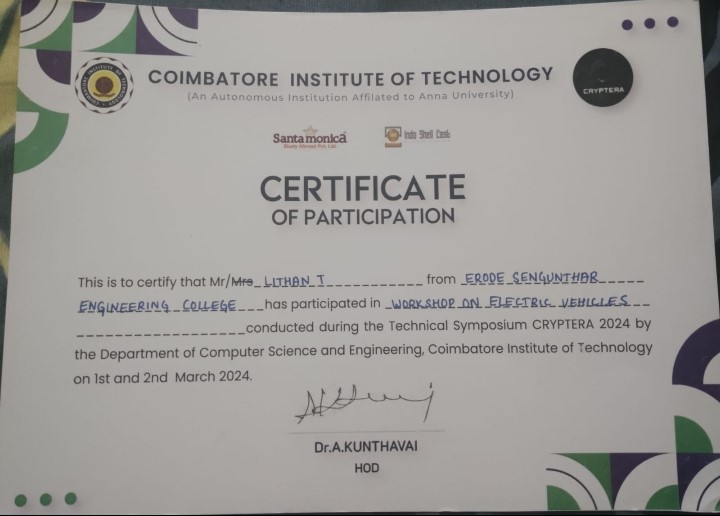 COIMBATORE INSTITUTE OF TECHNOLOGY
(An Autonomous Institution Affilated to Anna University)
CRYPTERA
Santamonica
Study Abroad Pvt. Ltd.
Indo Shell Cast
CERTIFICATE
OF PARTICIPATION
This is to certify that Mr/Mrs LITHAN T from ERODE SENGUNTHAR
ENGINEERING COLLEGE has participated in WORKSHOP ON ELECTRIC VEHICLES
conducted during the Technical Symposium CRYPTERA 2024 by
the Department of Computer Science and Engineering, Coimbatore Institute of Technology
on 1st and 2nd March 2024.
Dr.A.KUNTHAVAI
HOD